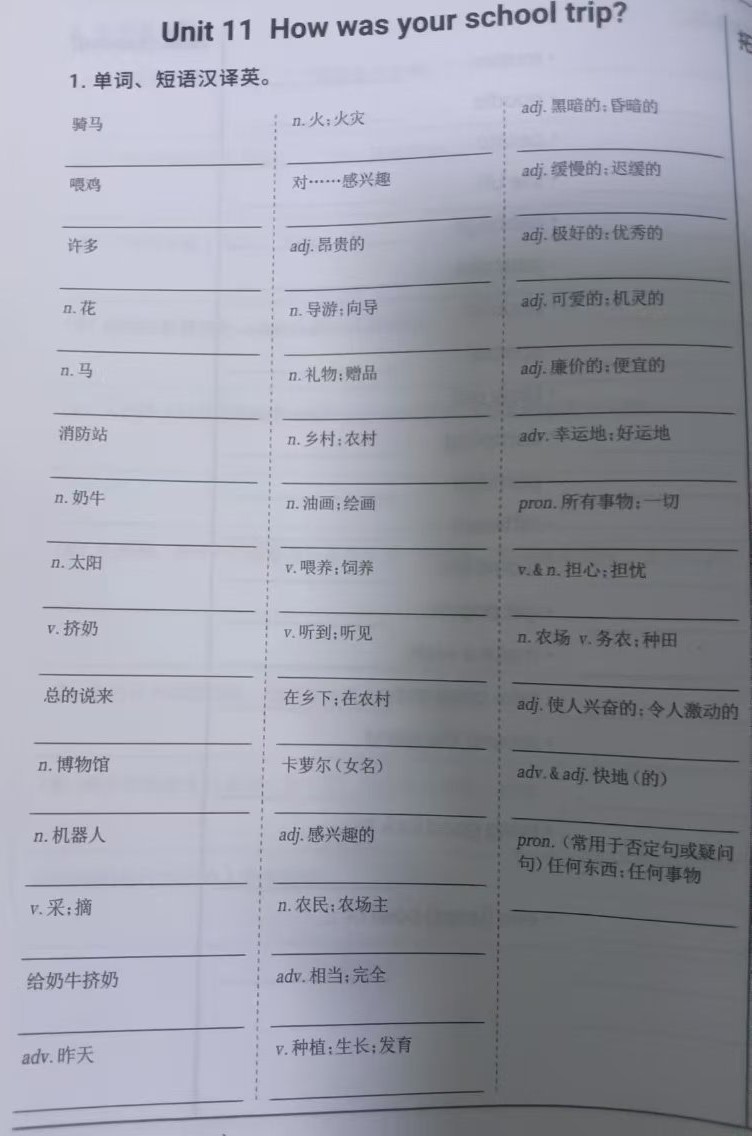 Unit 11 How was your school trip?
1. 单词、短语汉译英。
骑马
喂鸡
许多
n. 花
n. 马
消防站
n. 奶牛
n. 太阳
v. 挤奶
总的说来
n. 博物馆
n. 机器人
v. 采;摘
给奶牛挤奶
adv. 昨天
n. 火;火灾
对……感兴趣
adj. 昂贵的
n. 导游;向导
n. 礼物;赠品
n. 乡村;农村
n. 油画;绘画
v. 喂养;饲养
v. 听到;听见
在乡下;在农村
卡萝尔(女名)
adj. 感兴趣的
n. 农民;农场主
adv. 相当;完全
v. 种植;生长;发育
adj. 黑暗的;昏暗的
adj. 缓慢的;迟缓的
adj. 极好的;优秀的
adj. 可爱的;机灵的
adj. 廉价的;便宜的
adv. 幸运地;好运地
pron. 所有事物;一切
v. & n. 担心;担忧
n. 农场 v. 务农;种田
adj. 使人兴奋的;令人激动的
adv. & adj. 快地(的)
pron. (常用于否定句或疑问
句)任何东西;任何事物